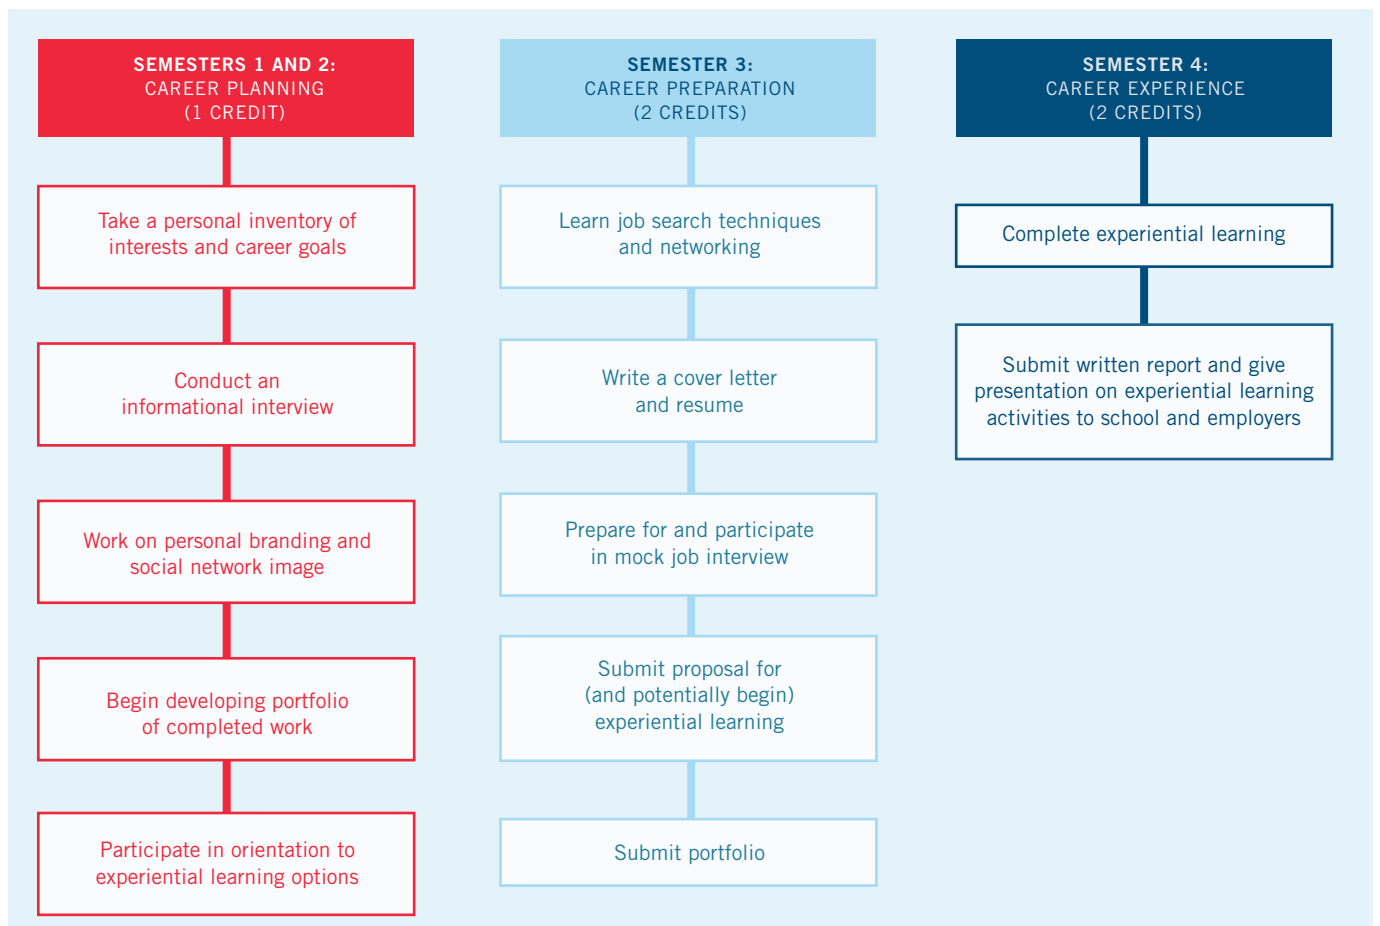 SEMESTERS 1 AND 2:
CAREER PLANNING
(1 CREDIT)
Take a personal inventory of
interests and career goals
Conduct an
informational interview
Work on personal branding and
social network image
Begin developing portfolio
of completed work
Participate in orientation to
experiential learning options
SEMESTER 3:
CAREER PREPARATION
(2 CREDITS)
Learn job search techniques
and networking
Write a cover letter
and resume
Prepare for and participate
in mock job interview
Submit proposal for
(and potentially begin)
experiential learning
Submit portfolio
SEMESTER 4:
CAREER EXPERIENCE
(2 CREDITS)
Complete experiential learning
Submit written report and give
presentation on experiential learning
activities to school and employers